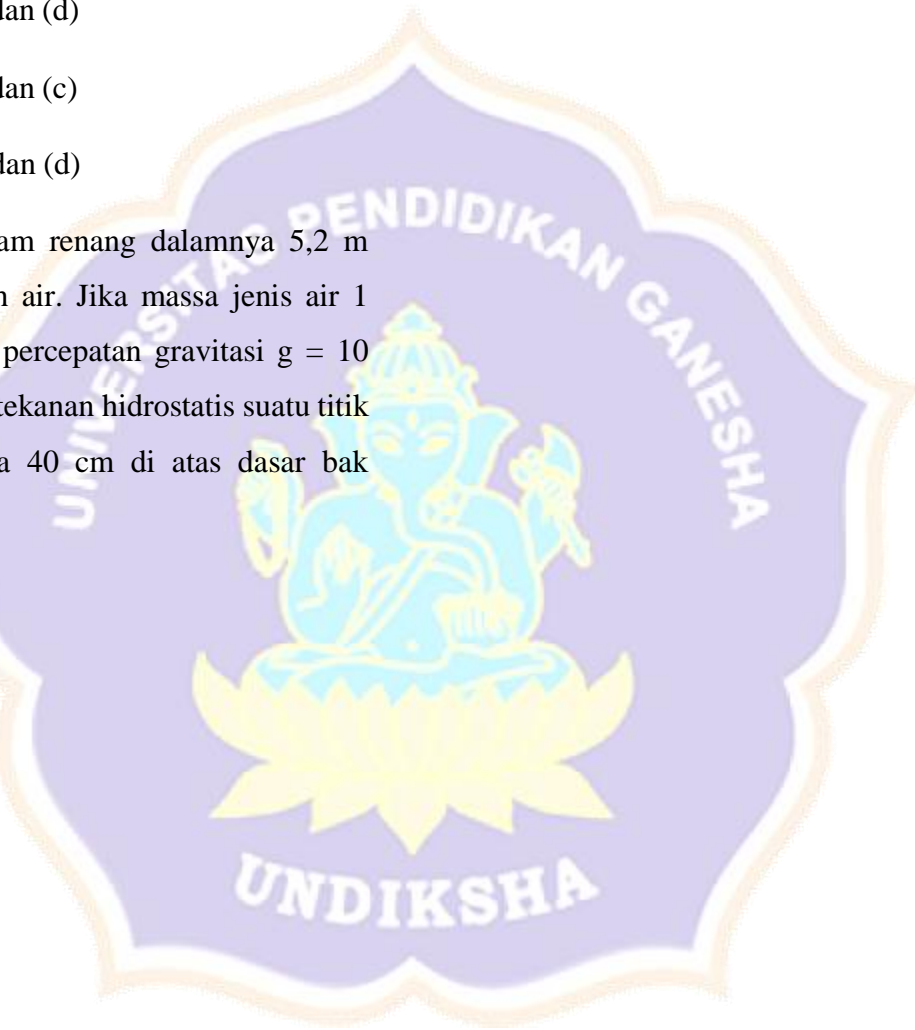 dan (d)
dan (c)
dan (d)
am renang dalamnya 5,2 m
air. Jika massa jenis air 1
percepatan gravitasi g = 10
tekanan hidrostatis suatu titik
a 40 cm di atas dasar bak
UNIVERSITAS PENDIDIKAN GANESHA
UNDIKSHA